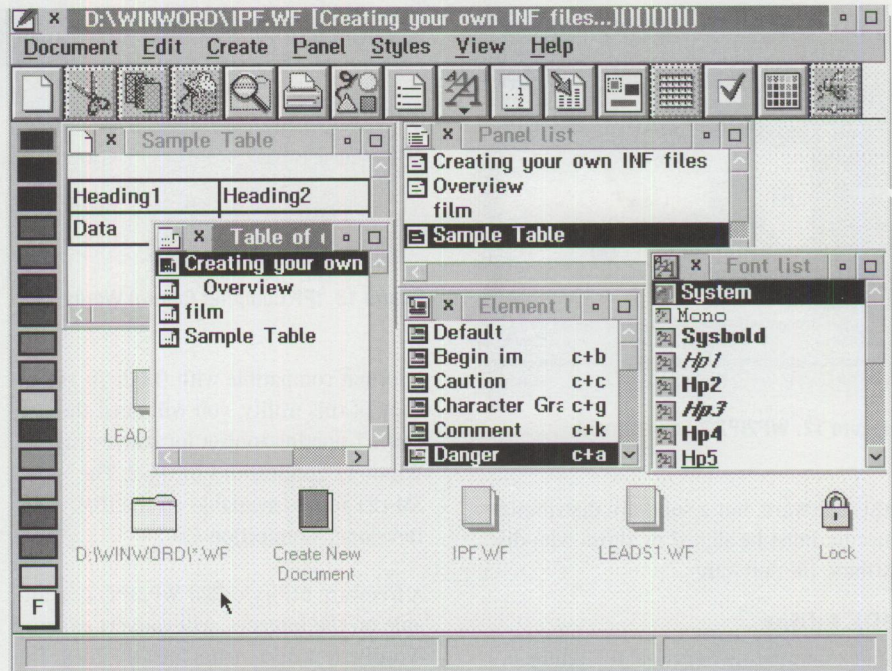 D:\WINWORD\IPF.WF [Creating your own INF files...]()()()()()
Document Edit Create Panel Styles View Help
Sample Table
Heading1 Heading2
Data
Panel list
Creating your own INF files
Overview
film
Sample Table
Table of
Creating your own
Overview
film
Sample Table
Element l
Default
Begin im c+b
Caution c+c
Character Gra c+g
Comment c+k
Danger c+a
Font list
System
Mono
Sysbold
Hp1
Hp2
Hp3
Hp4
Hp5
LEAD
D:\WINWORD\*.WF
Create New
Document
IPF.WF
LEADS1.WF
Lock
F